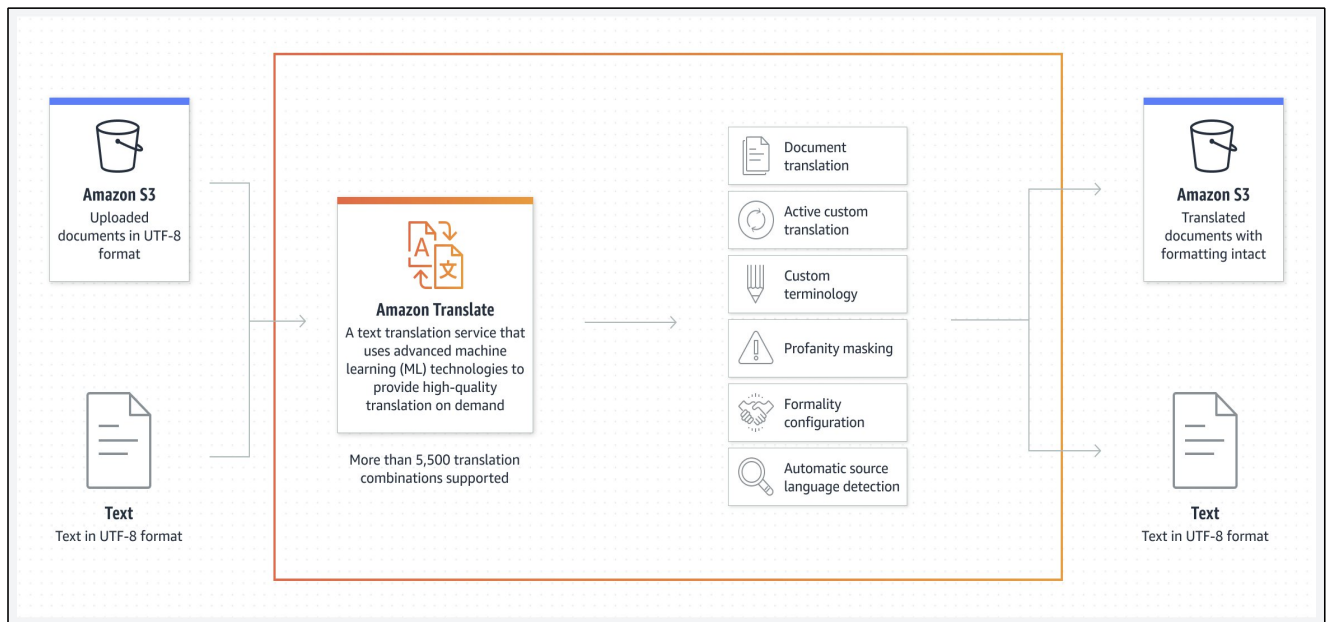 Amazon S3
Uploaded
documents in UTF-8
format
Text
Text in UTF-8 format
A
文
Amazon Translate
A text translation service that
uses advanced machine
learning (ML) technologies to
provide high-quality
translation on demand
More than 5,500 translation
combinations supported
Document
translation
Active custom
translation
Custom
terminology
Profanity masking
Formality
configuration
Automatic source
language detection
Amazon S3
Translated
documents with
formatting intact
Text
Text in UTF-8 format